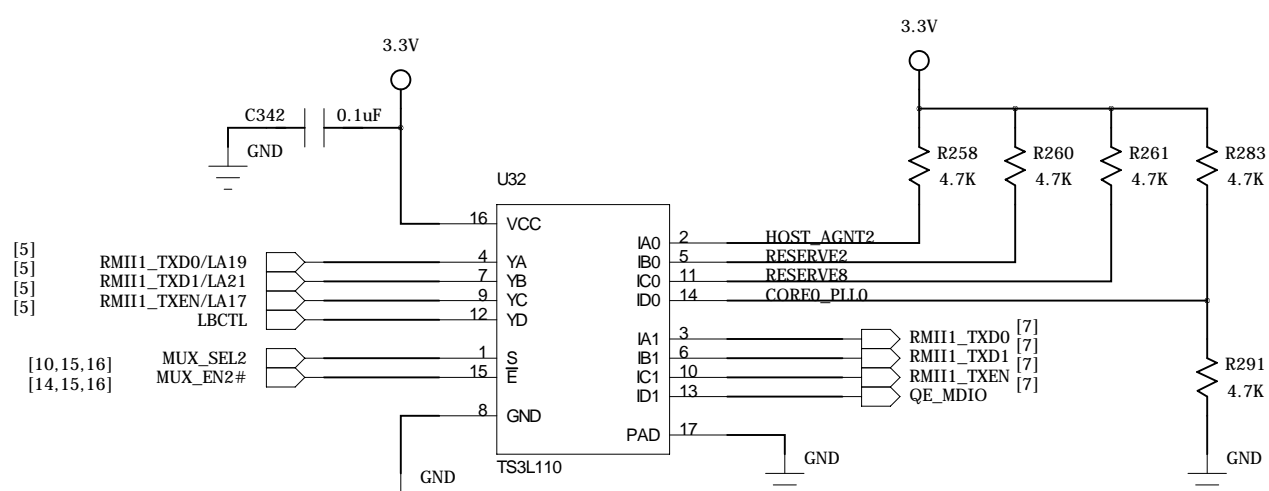 3.3V
3.3V
C342 0.1uF
GND
R258 4.7K
R260 4.7K
R261 4.7K
R283 4.7K
U32
16 VCC
IA0 2 HOST_AGNT2
[5] RMII1_TXD0/LA19 4 YA
IB0 5 RESERVE2
[5] RMII1_TXD1/LA21 7 YB
IC0 11 RESERVE8
[5] RMII1_TXEN/LA17 9 YC
ID0 14 CORE0_PLL0
[5] LBCTL 12 YD
IA1 3 RMII1_TXD0 [7]
[10,15,16] MUX_SEL2 1 S
IB1 6 RMII1_TXD1 [7]
[14,15,16] MUX_EN2# 15 E
IC1 10 RMII1_TXEN [7]
ID1 13 QE_MDIO [7]
R291 4.7K
8 GND
PAD 17
TS3L110
GND
GND
GND